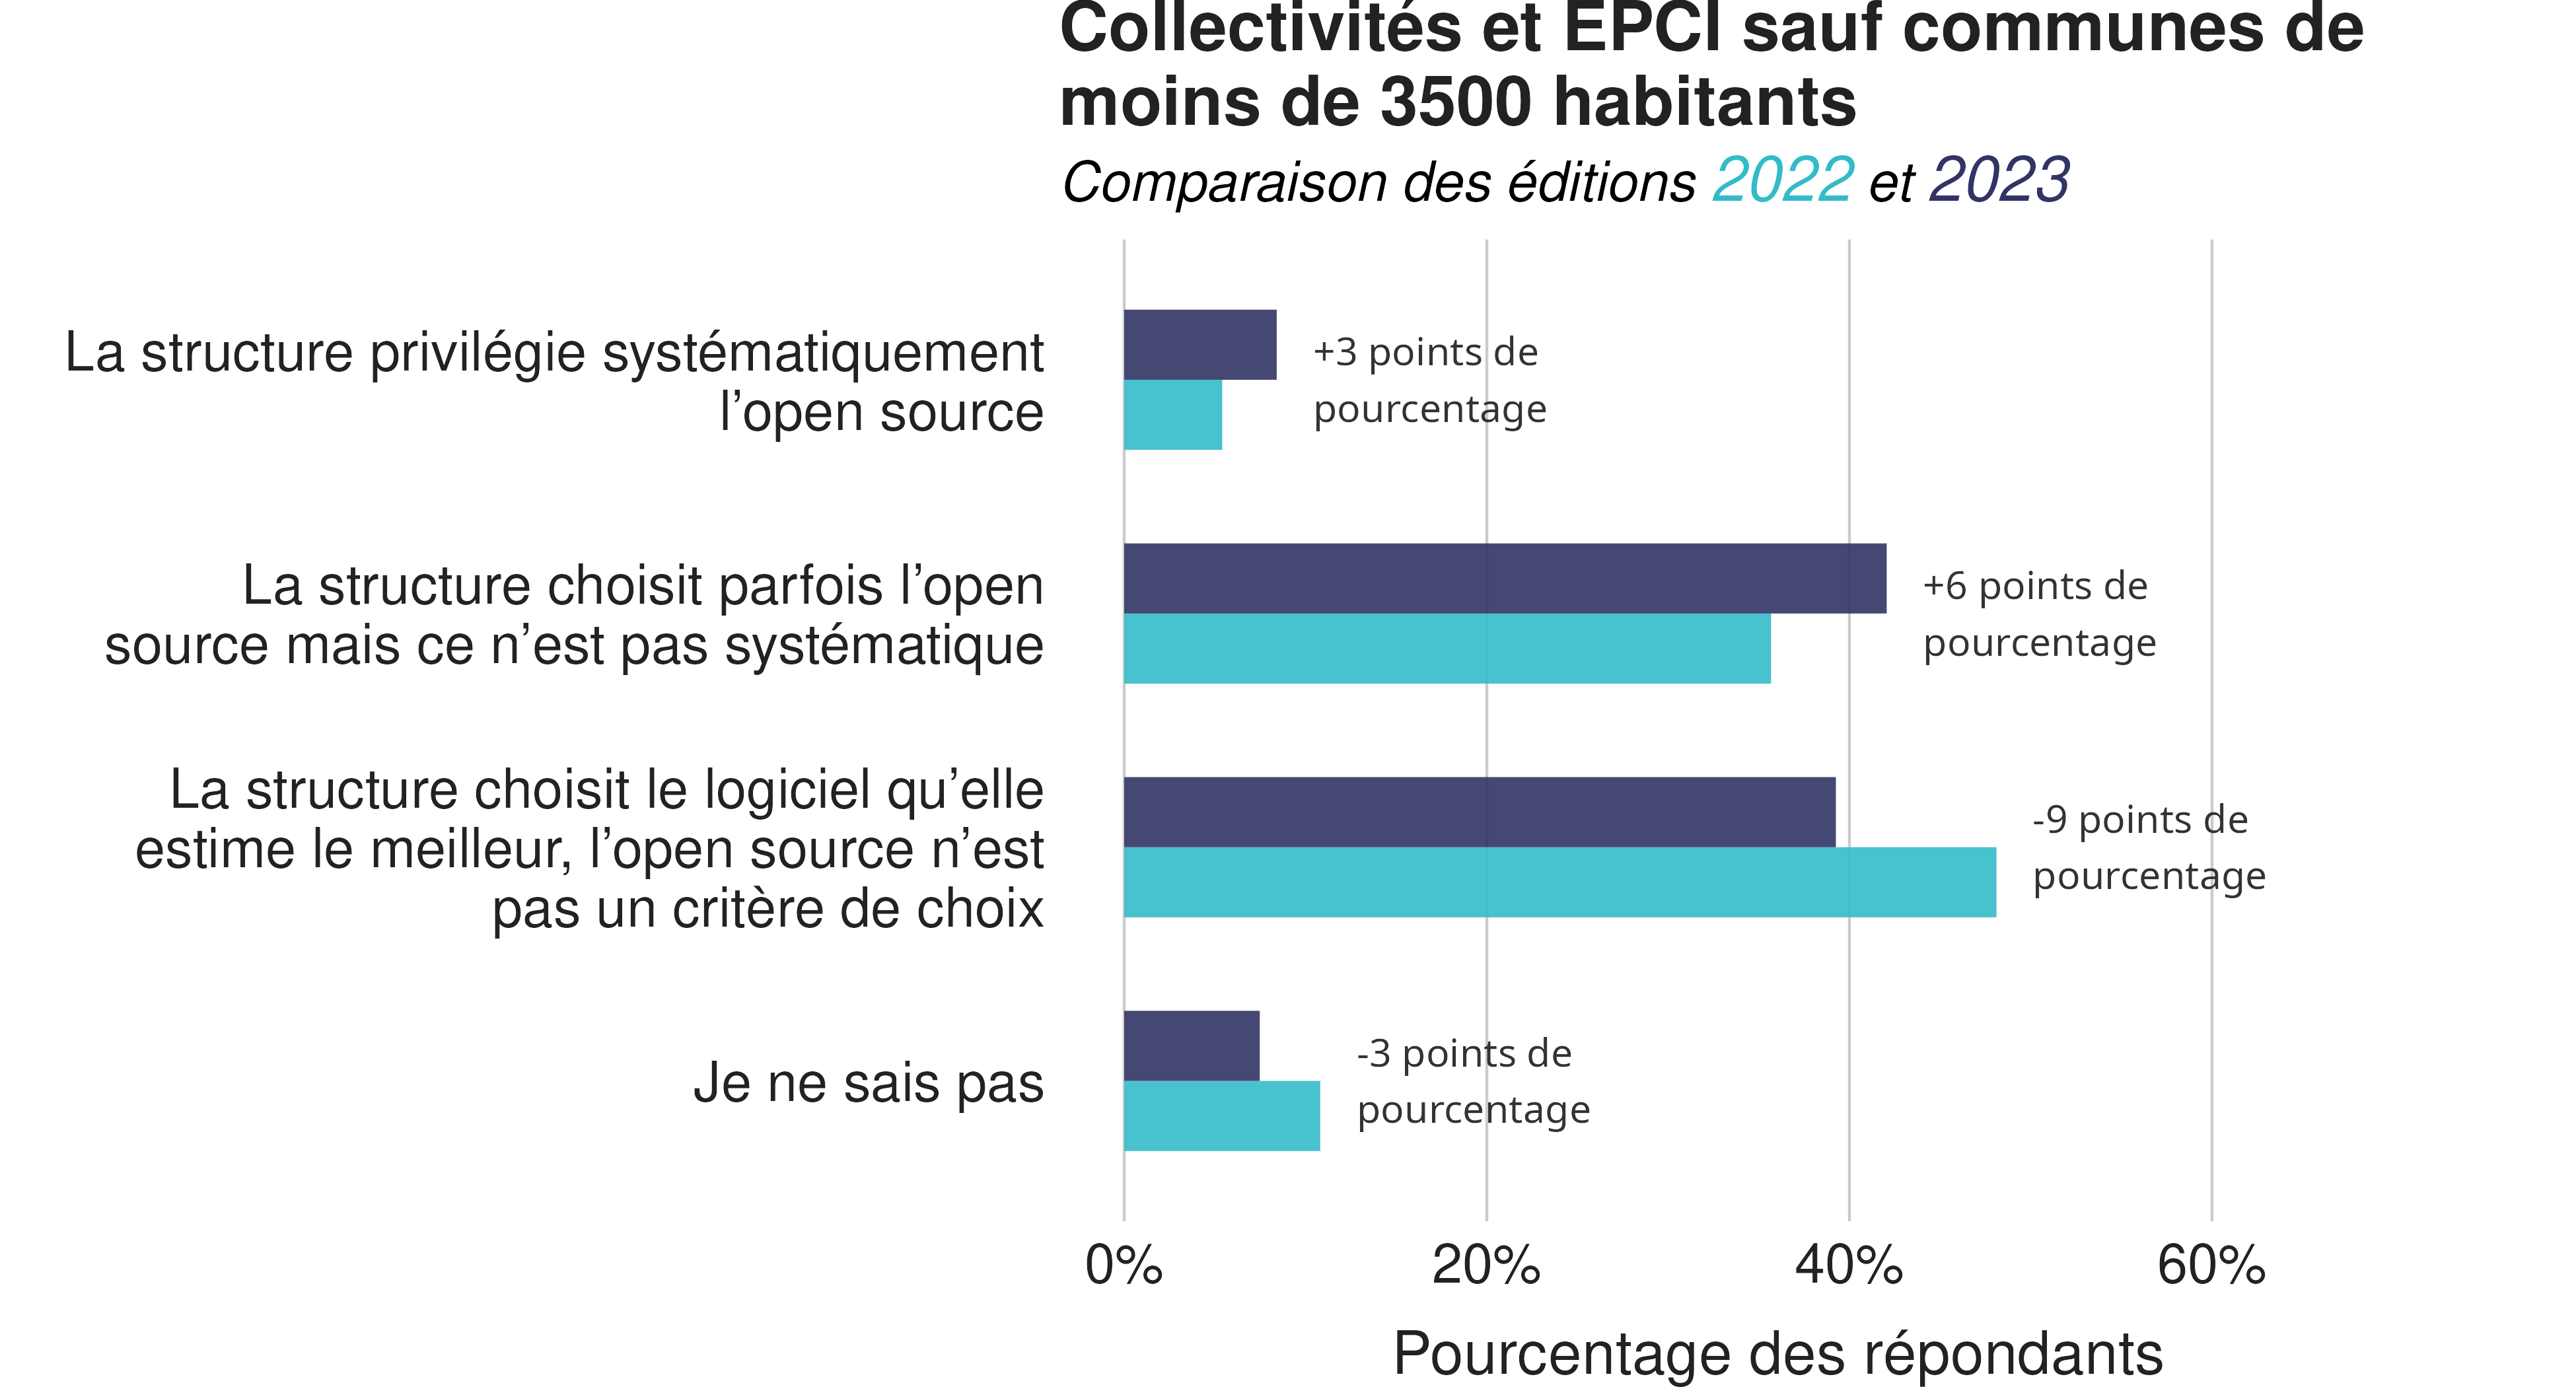 Collectivités et EPCI sauf communes de
moins de 3500 habitants
Comparaison des éditions 2022 et 2023
La structure privilégie systématiquement
l’open source
+3 points de
pourcentage
La structure choisit parfois l’open
source mais ce n’est pas systématique
+6 points de
pourcentage
La structure choisit le logiciel qu’elle
estime le meilleur, l’open source n’est
pas un critère de choix
-9 points de
pourcentage
Je ne sais pas
-3 points de
pourcentage
0% 20% 40% 60%
Pourcentage des répondants